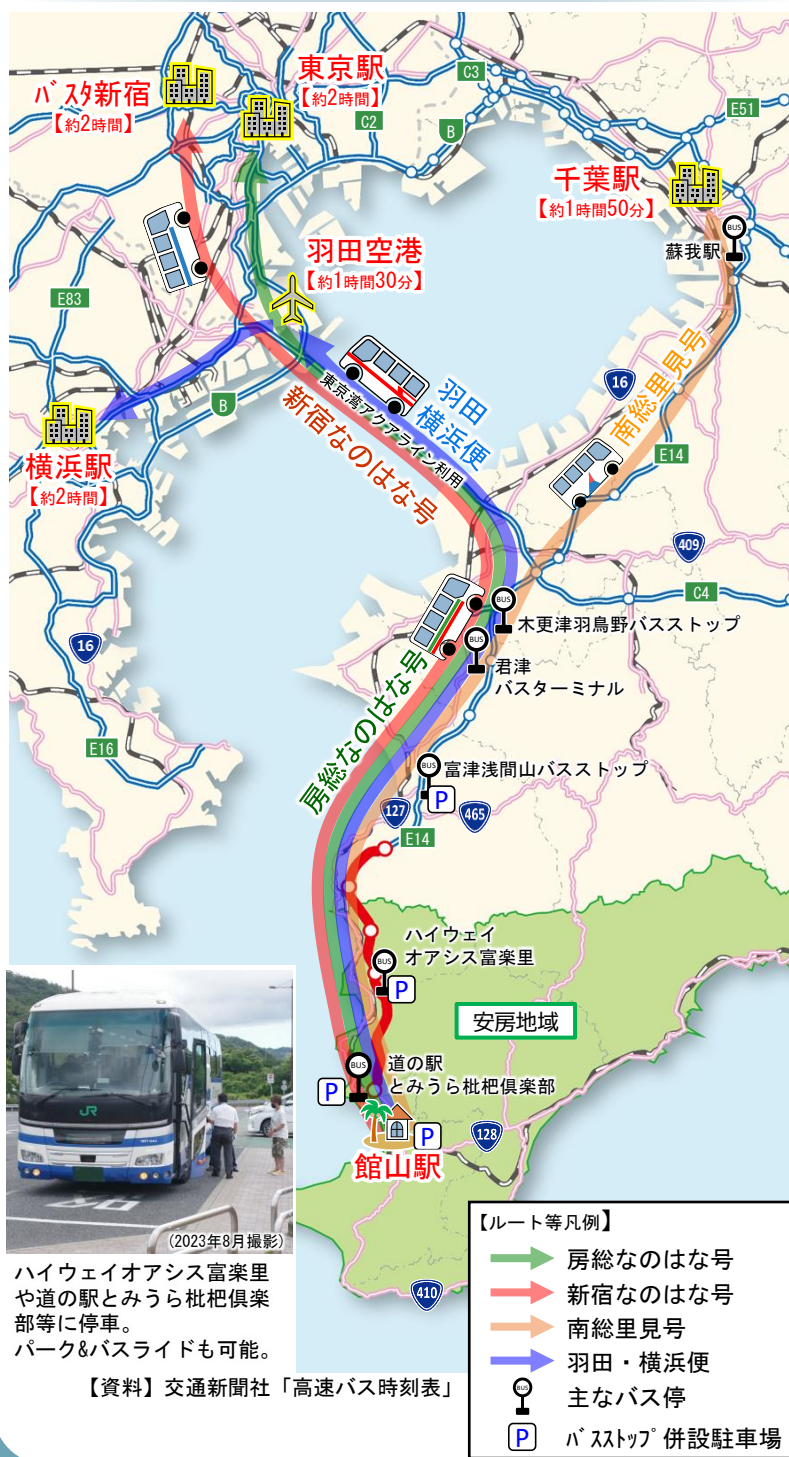 バスタ新宿
【約2時間】
東京駅
【約2時間】
C3
C2
B
E51
千葉駅
【約1時間50分】
BUS
蘇我駅
羽田空港
【約1時間30分】
E83
B
横浜駅
【約2時間】
羽田
横浜便
東京湾アクアライン利用
新宿なのはな号
16
南総里見号
E14
409
C4
BUS
木更津羽鳥野バスストップ
BUS
君津
バスターミナル
16
E16
房総なのはな号
BUS
富津浅間山バスストップ
P
127
465
E14
ハイウェイ
オアシス富楽里
BUS
P
安房地域
BUS
道の駅
とみうら枇杷倶楽部
P
P
館山駅
128
410
JR
(2023年8月撮影)
ハイウェイオアシス富楽里
や道の駅とみうら枇杷倶楽
部等に停車。
パーク&バスライドも可能。
【資料】交通新聞社「高速バス時刻表」
【ルート等凡例】
房総なのはな号
新宿なのはな号
南総里見号
羽田・横浜便
BUS
主なバス停
P
バスストップ併設駐車場